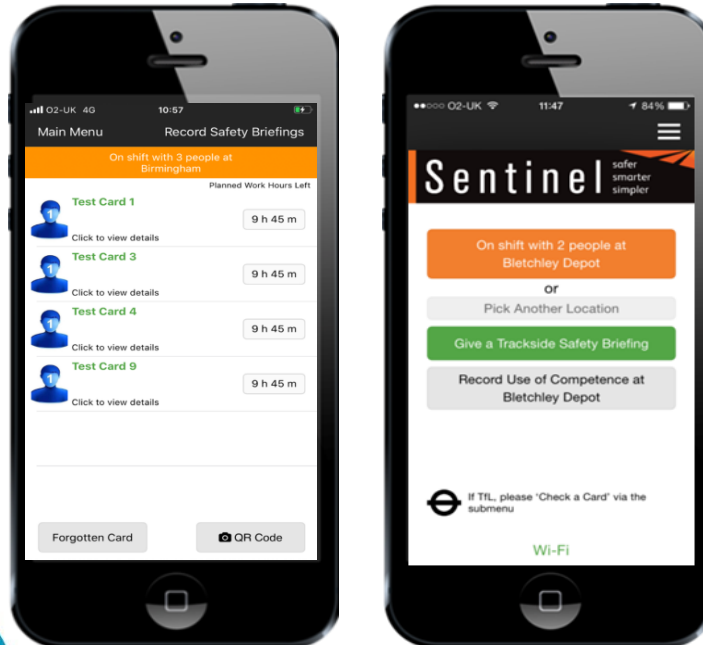 O2-UK 4G 10:57
Main Menu Record Safety Briefings
On shift with 3 people at
Birmingham
Planned Work Hours Left
1
Test Card 1
9 h 45 m
Click to view details
1
Test Card 3
9 h 45 m
Click to view details
1
Test Card 4
9 h 45 m
Click to view details
1
Test Card 9
9 h 45 m
Click to view details
Forgotten Card QR Code
O2-UK 11:47 84%
Sentinel
safer
smarter
simpler
On shift with 2 people at
Bletchley Depot
or
Pick Another Location
Give a Trackside Safety Briefing
Record Use of Competence at
Bletchley Depot
If TfL, please 'Check a Card' via the
submenu
Wi-Fi